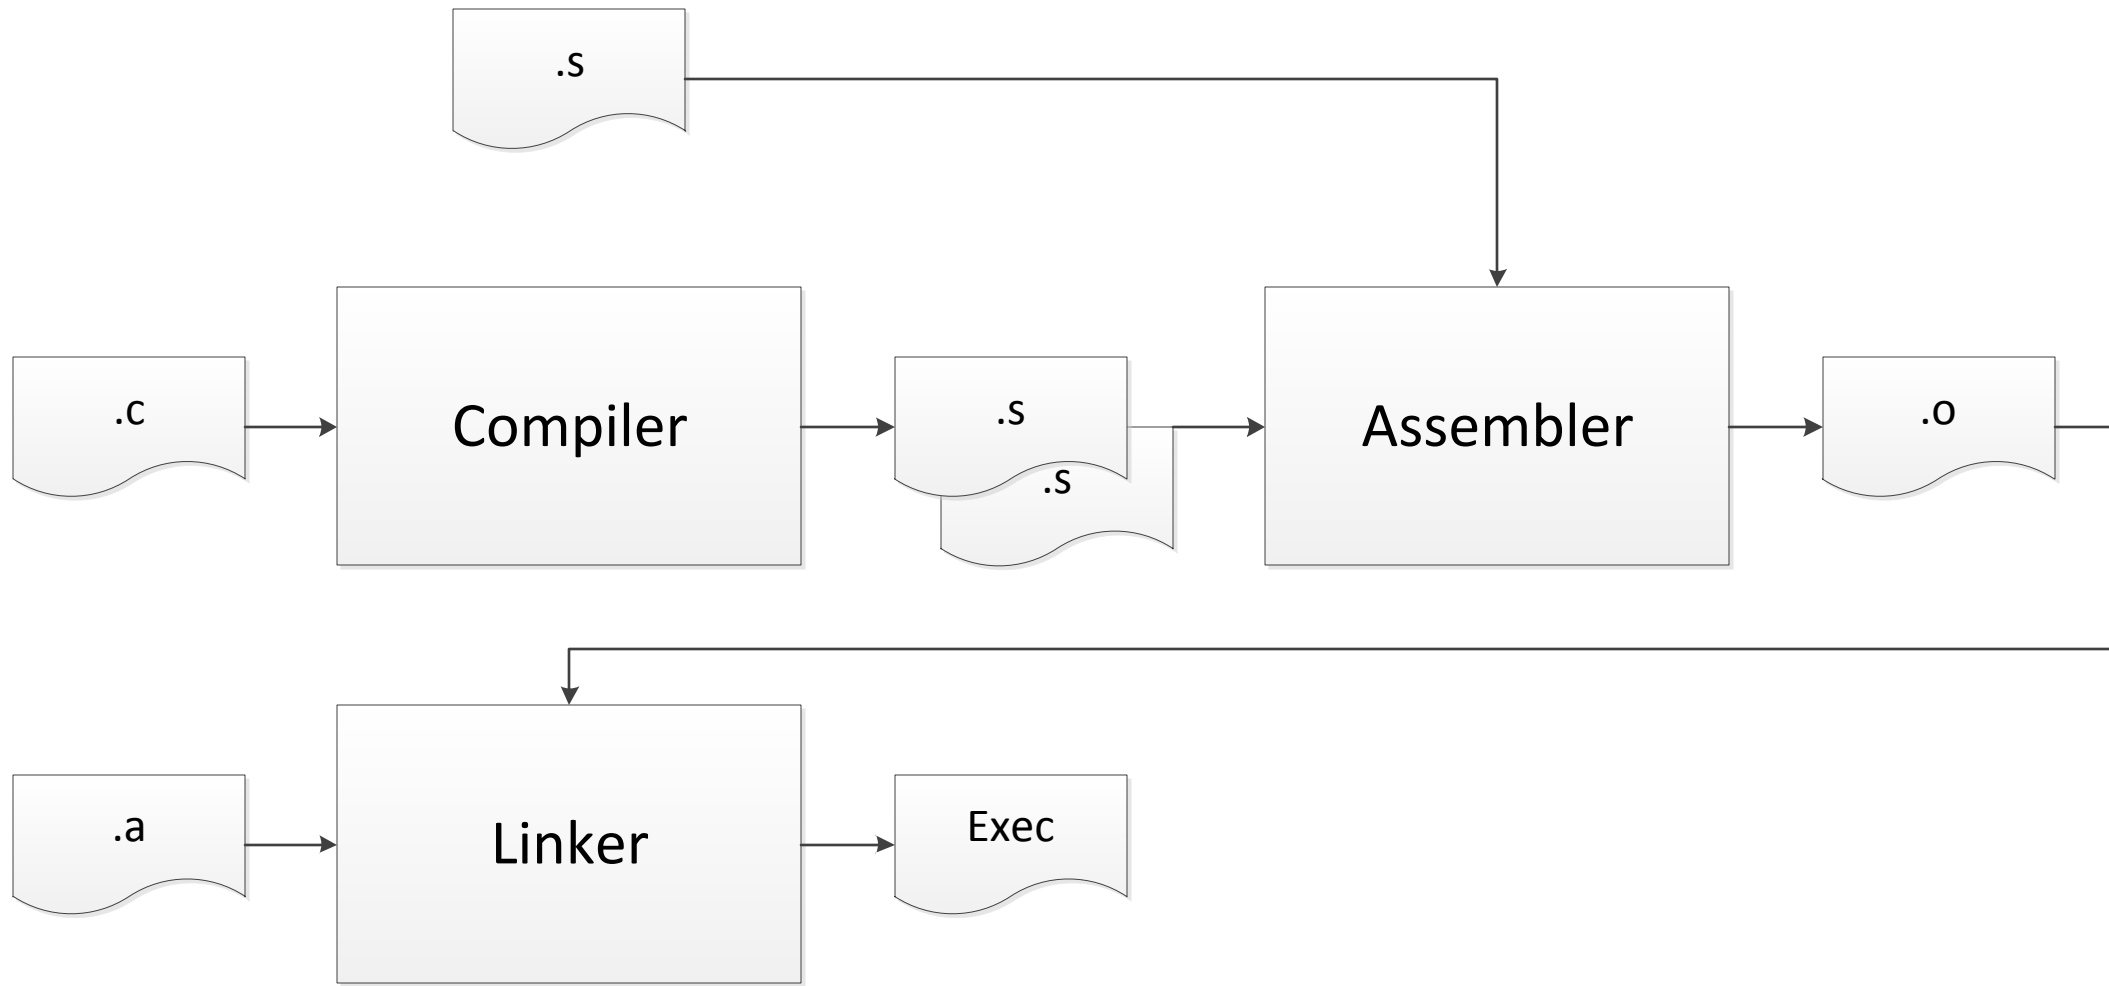 .s
.c
Compiler
.s
.s
Assembler
.o
.a
Linker
Exec